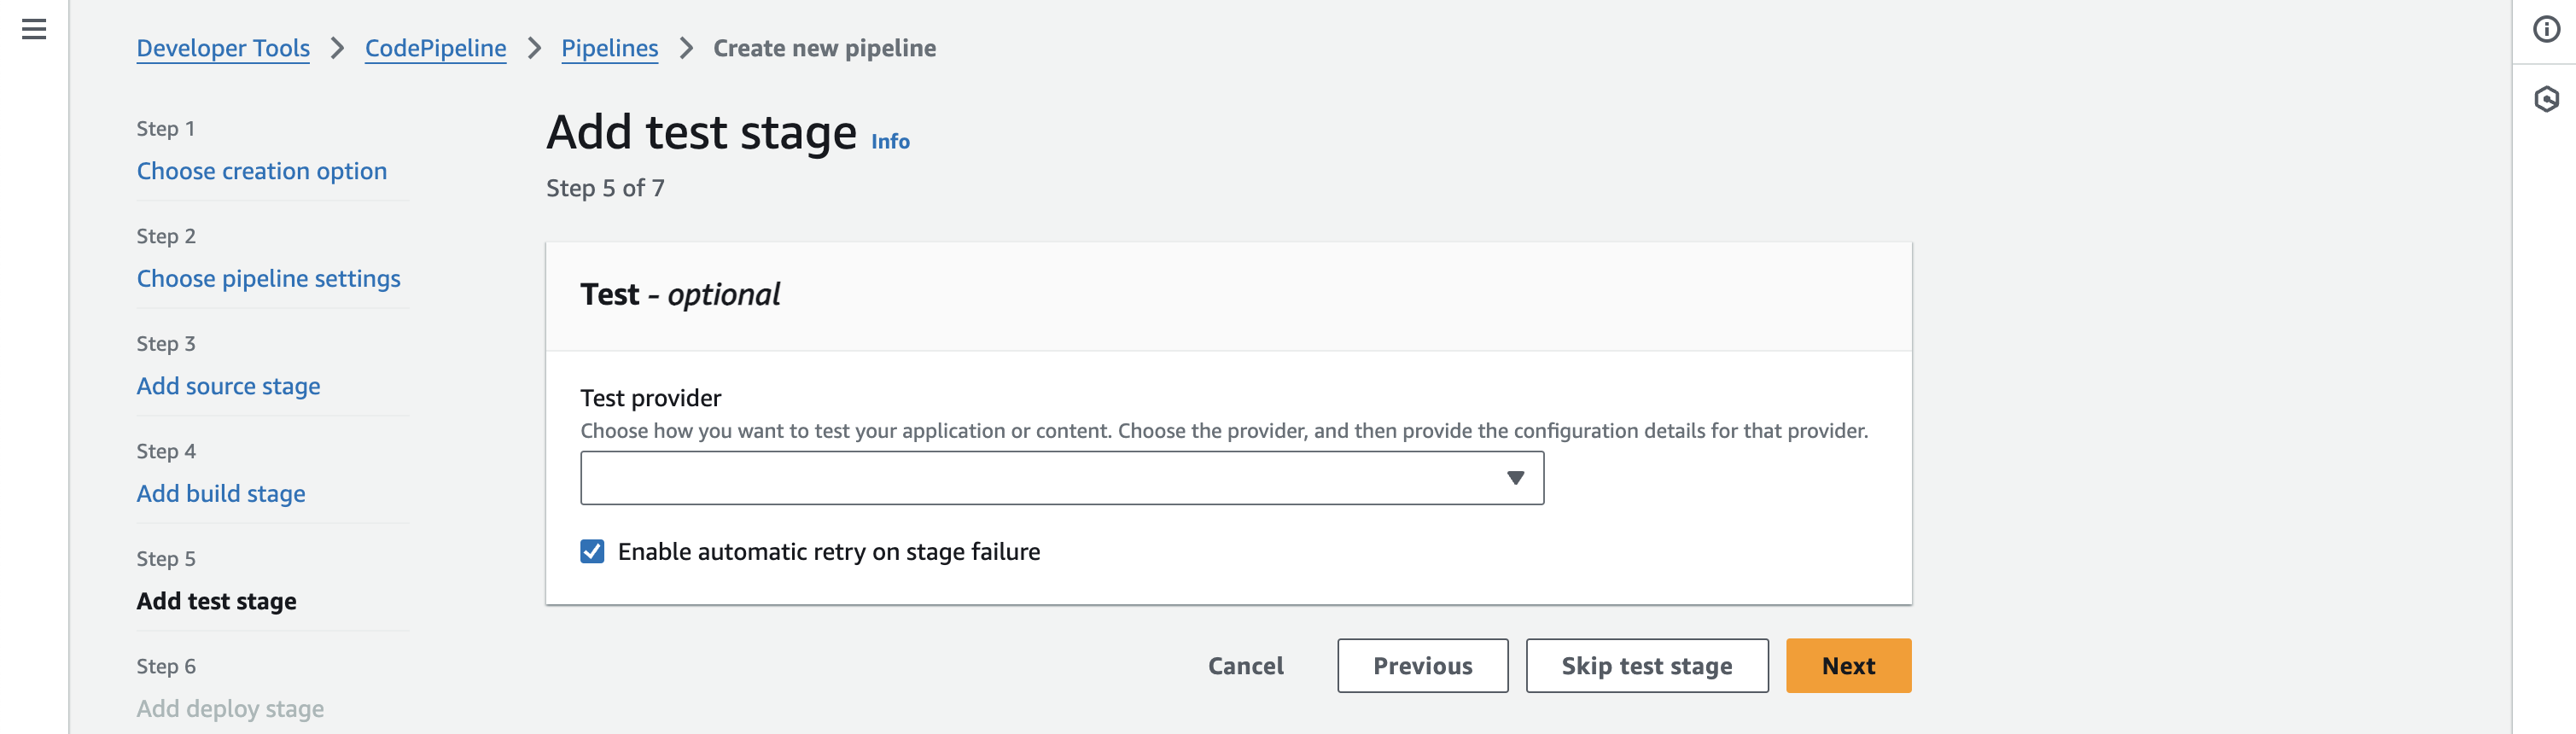 Developer Tools > CodePipeline > Pipelines > Create new pipeline
Step 1
Choose creation option
Step 2
Choose pipeline settings
Step 3
Add source stage
Step 4
Add build stage
Step 5
Add test stage
Step 6
Add deploy stage
Add test stage Info
Step 5 of 7
Test - optional
Test provider
Choose how you want to test your application or content. Choose the provider, and then provide the configuration details for that provider.
Enable automatic retry on stage failure
Cancel Previous Skip test stage Next